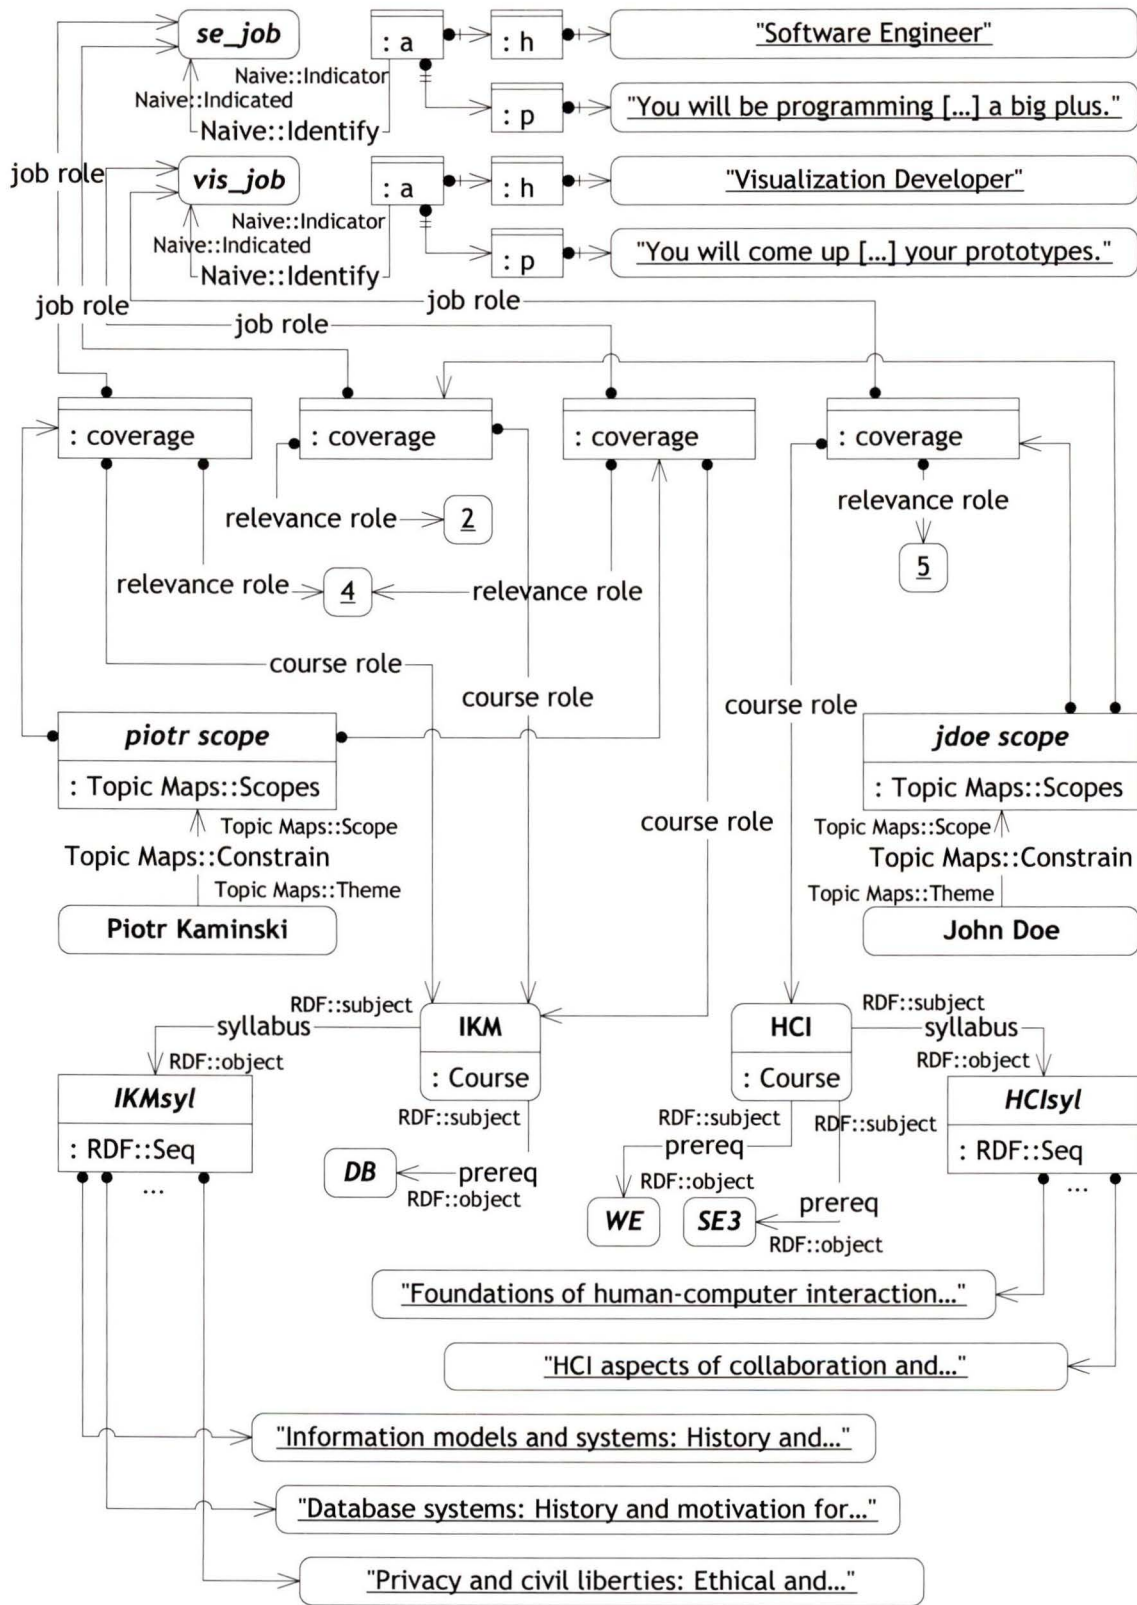 se_job
: a
: h
"Software Engineer"
Naive::Indicator
Naive::Indicated
Naive::Identify
: p
"You will be programming [...] a big plus."
job role
vis_job
: a
: h
"Visualization Developer"
Naive::Indicator
Naive::Indicated
Naive::Identify
: p
"You will come up [...] your prototypes."
job role
job role
job role
: coverage
: coverage
: coverage
: coverage
relevance role
2
relevance role
5
relevance role
4
relevance role
course role
course role
course role
piotr scope
: Topic Maps::Scopes
jdoe scope
: Topic Maps::Scopes
course role
Topic Maps::Scope
Topic Maps::Constrain
Topic Maps::Theme
Piotr Kaminski
Topic Maps::Scope
Topic Maps::Constrain
Topic Maps::Theme
John Doe
RDF::subject
syllabus
RDF::object
IKM
: Course
HCI
: Course
RDF::subject
syllabus
RDF::object
IKMsyl
: RDF::Seq
...
RDF::subject
prereq
RDF::object
DB
RDF::subject
prereq
RDF::object
WE
RDF::subject
prereq
RDF::object
SE3
HCIsyl
: RDF::Seq
...
"Foundations of human-computer interaction..."
"HCI aspects of collaboration and..."
"Information models and systems: History and..."
"Database systems: History and motivation for..."
"Privacy and civil liberties: Ethical and..."